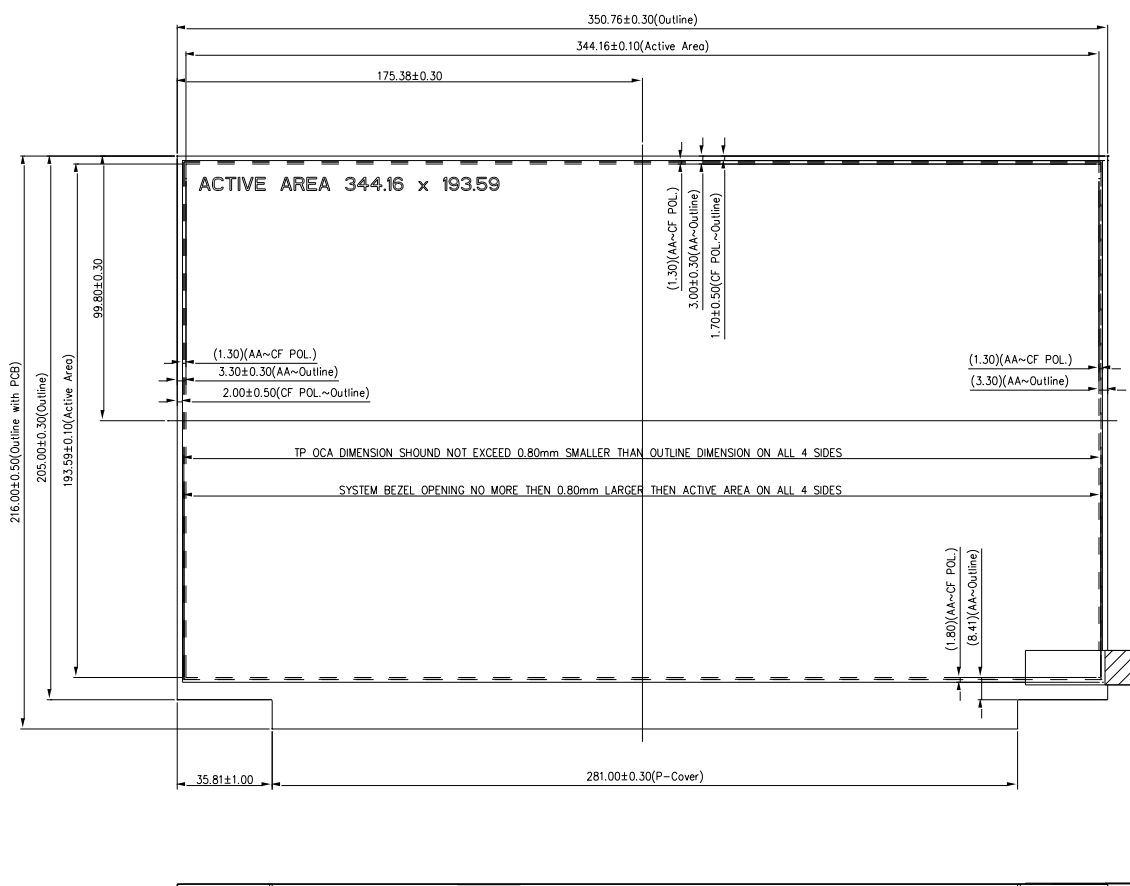 350.76±0.30(Outline)
344.16±0.10(Active Area)
175.38±0.30
ACTIVE AREA 344.16 x 193.59
(1.30)(AA~CF POL.)
3.00±0.30(AA~Outline)
1.70±0.50(CF POL.~Outline)
99.80±0.30
216.00±0.50(Outline with PCB)
205.00±0.30(Outline)
193.59±0.10(Active Area)
(1.30)(AA~CF POL.)
3.30±0.30(AA~Outline)
2.00±0.50(CF POL.~Outline)
(1.30)(AA~CF POL.)
(3.30)(AA~Outline)
TP OCA DIMENSION SHOUND NOT EXCEED 0.80mm SMALLER THAN OUTLINE DIMENSION ON ALL 4 SIDES
SYSTEM BEZEL OPENING NO MORE THEN 0.80mm LARGER THEN ACTIVE AREA ON ALL 4 SIDES
(1.80)(AA~CF POL.)
(8.41)(AA~Outline)
35.81±1.00
281.00±0.30(P-Cover)